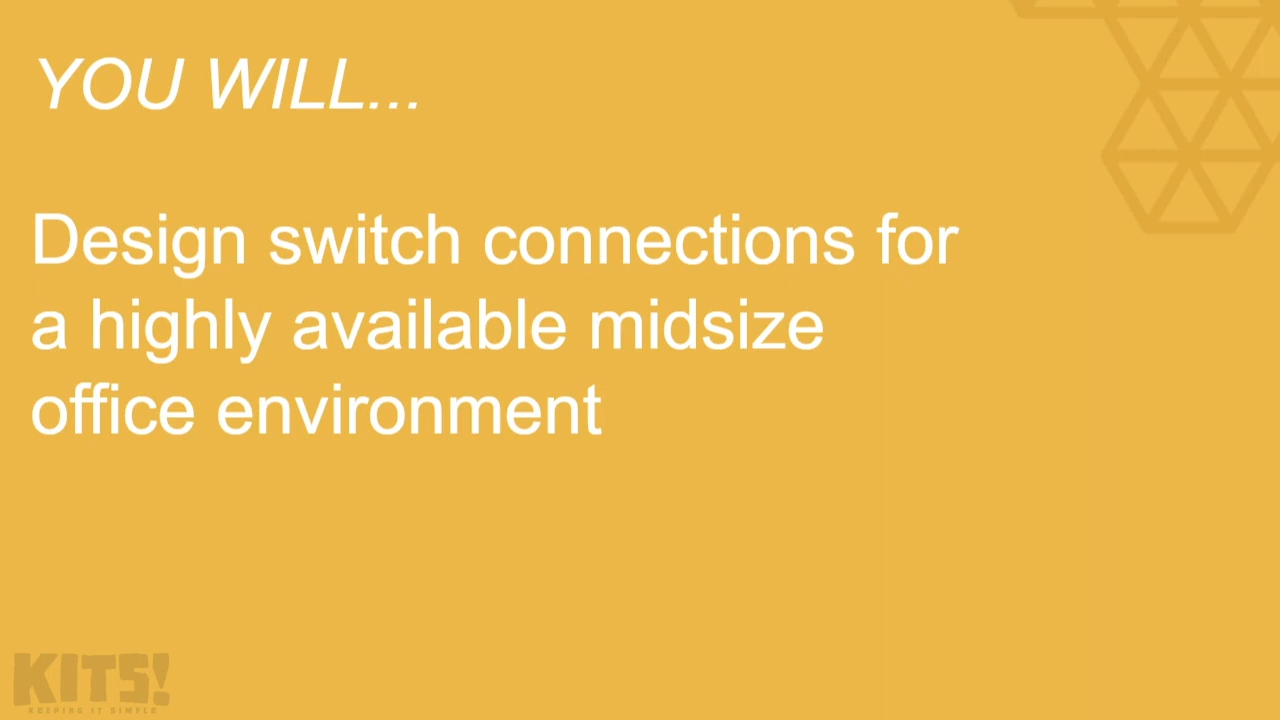 YOU WILL...
Design switch connections for
a highly available midsize
office environment
KITS!
KEEPING IT SIMPLE